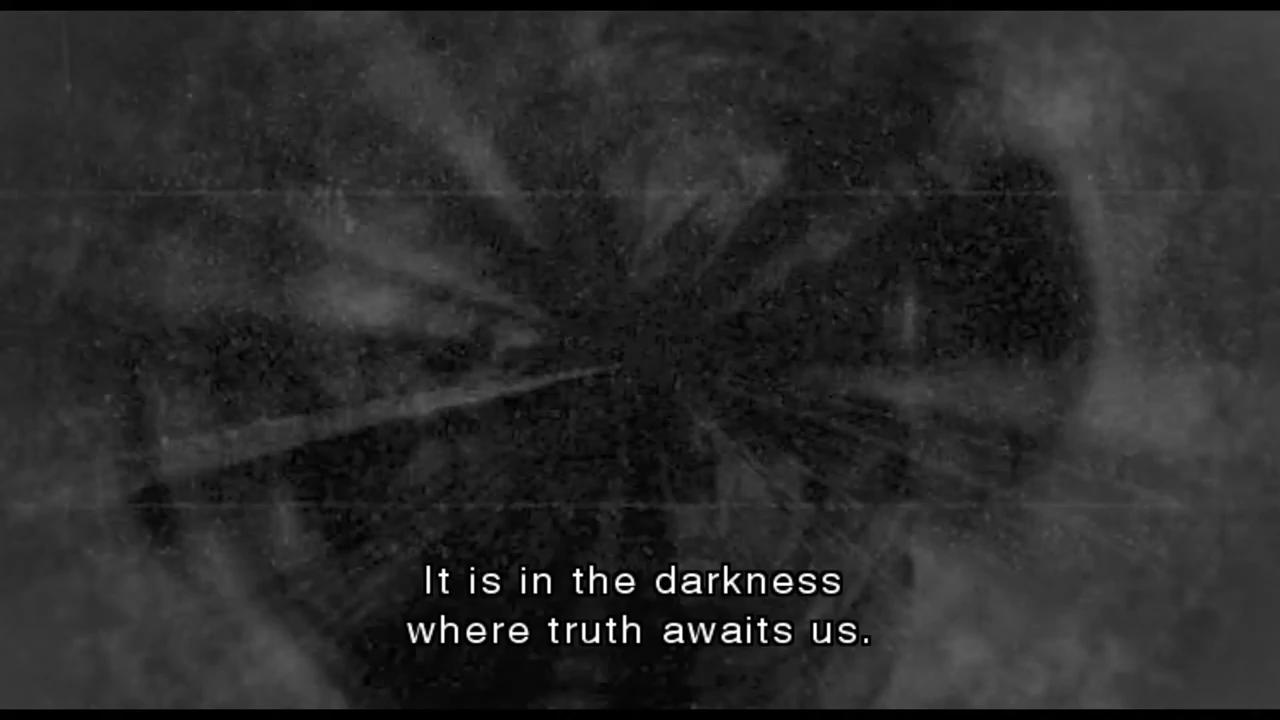 It is in the darkness
where truth awaits us.